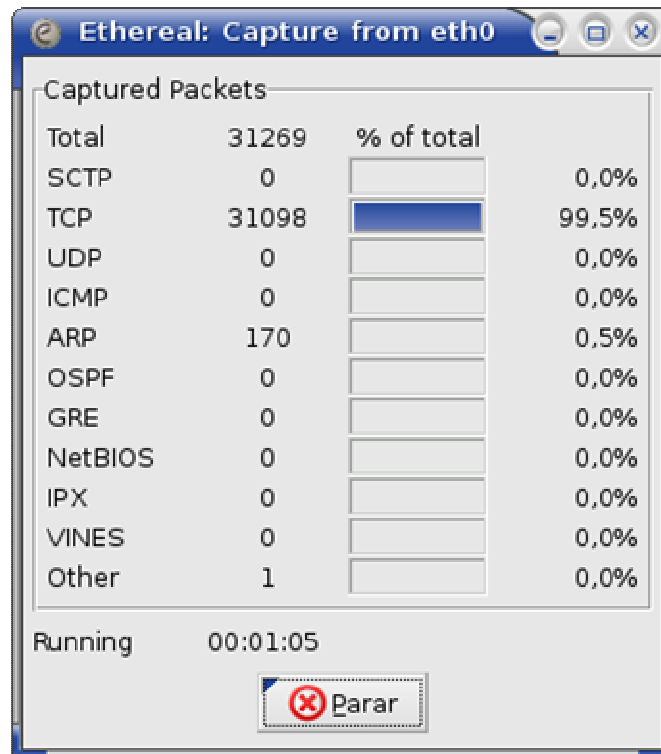 Ethereal: Capture from eth0
Captured Packets
Total 31269 % of total
SCTP 0 0,0%
TCP 31098 99,5%
UDP 0 0,0%
ICMP 0 0,0%
ARP 170 0,5%
OSPF 0 0,0%
GRE 0 0,0%
NetBIOS 0 0,0%
IPX 0 0,0%
VINES 0 0,0%
Other 1 0,0%
Running 00:01:05
Parar